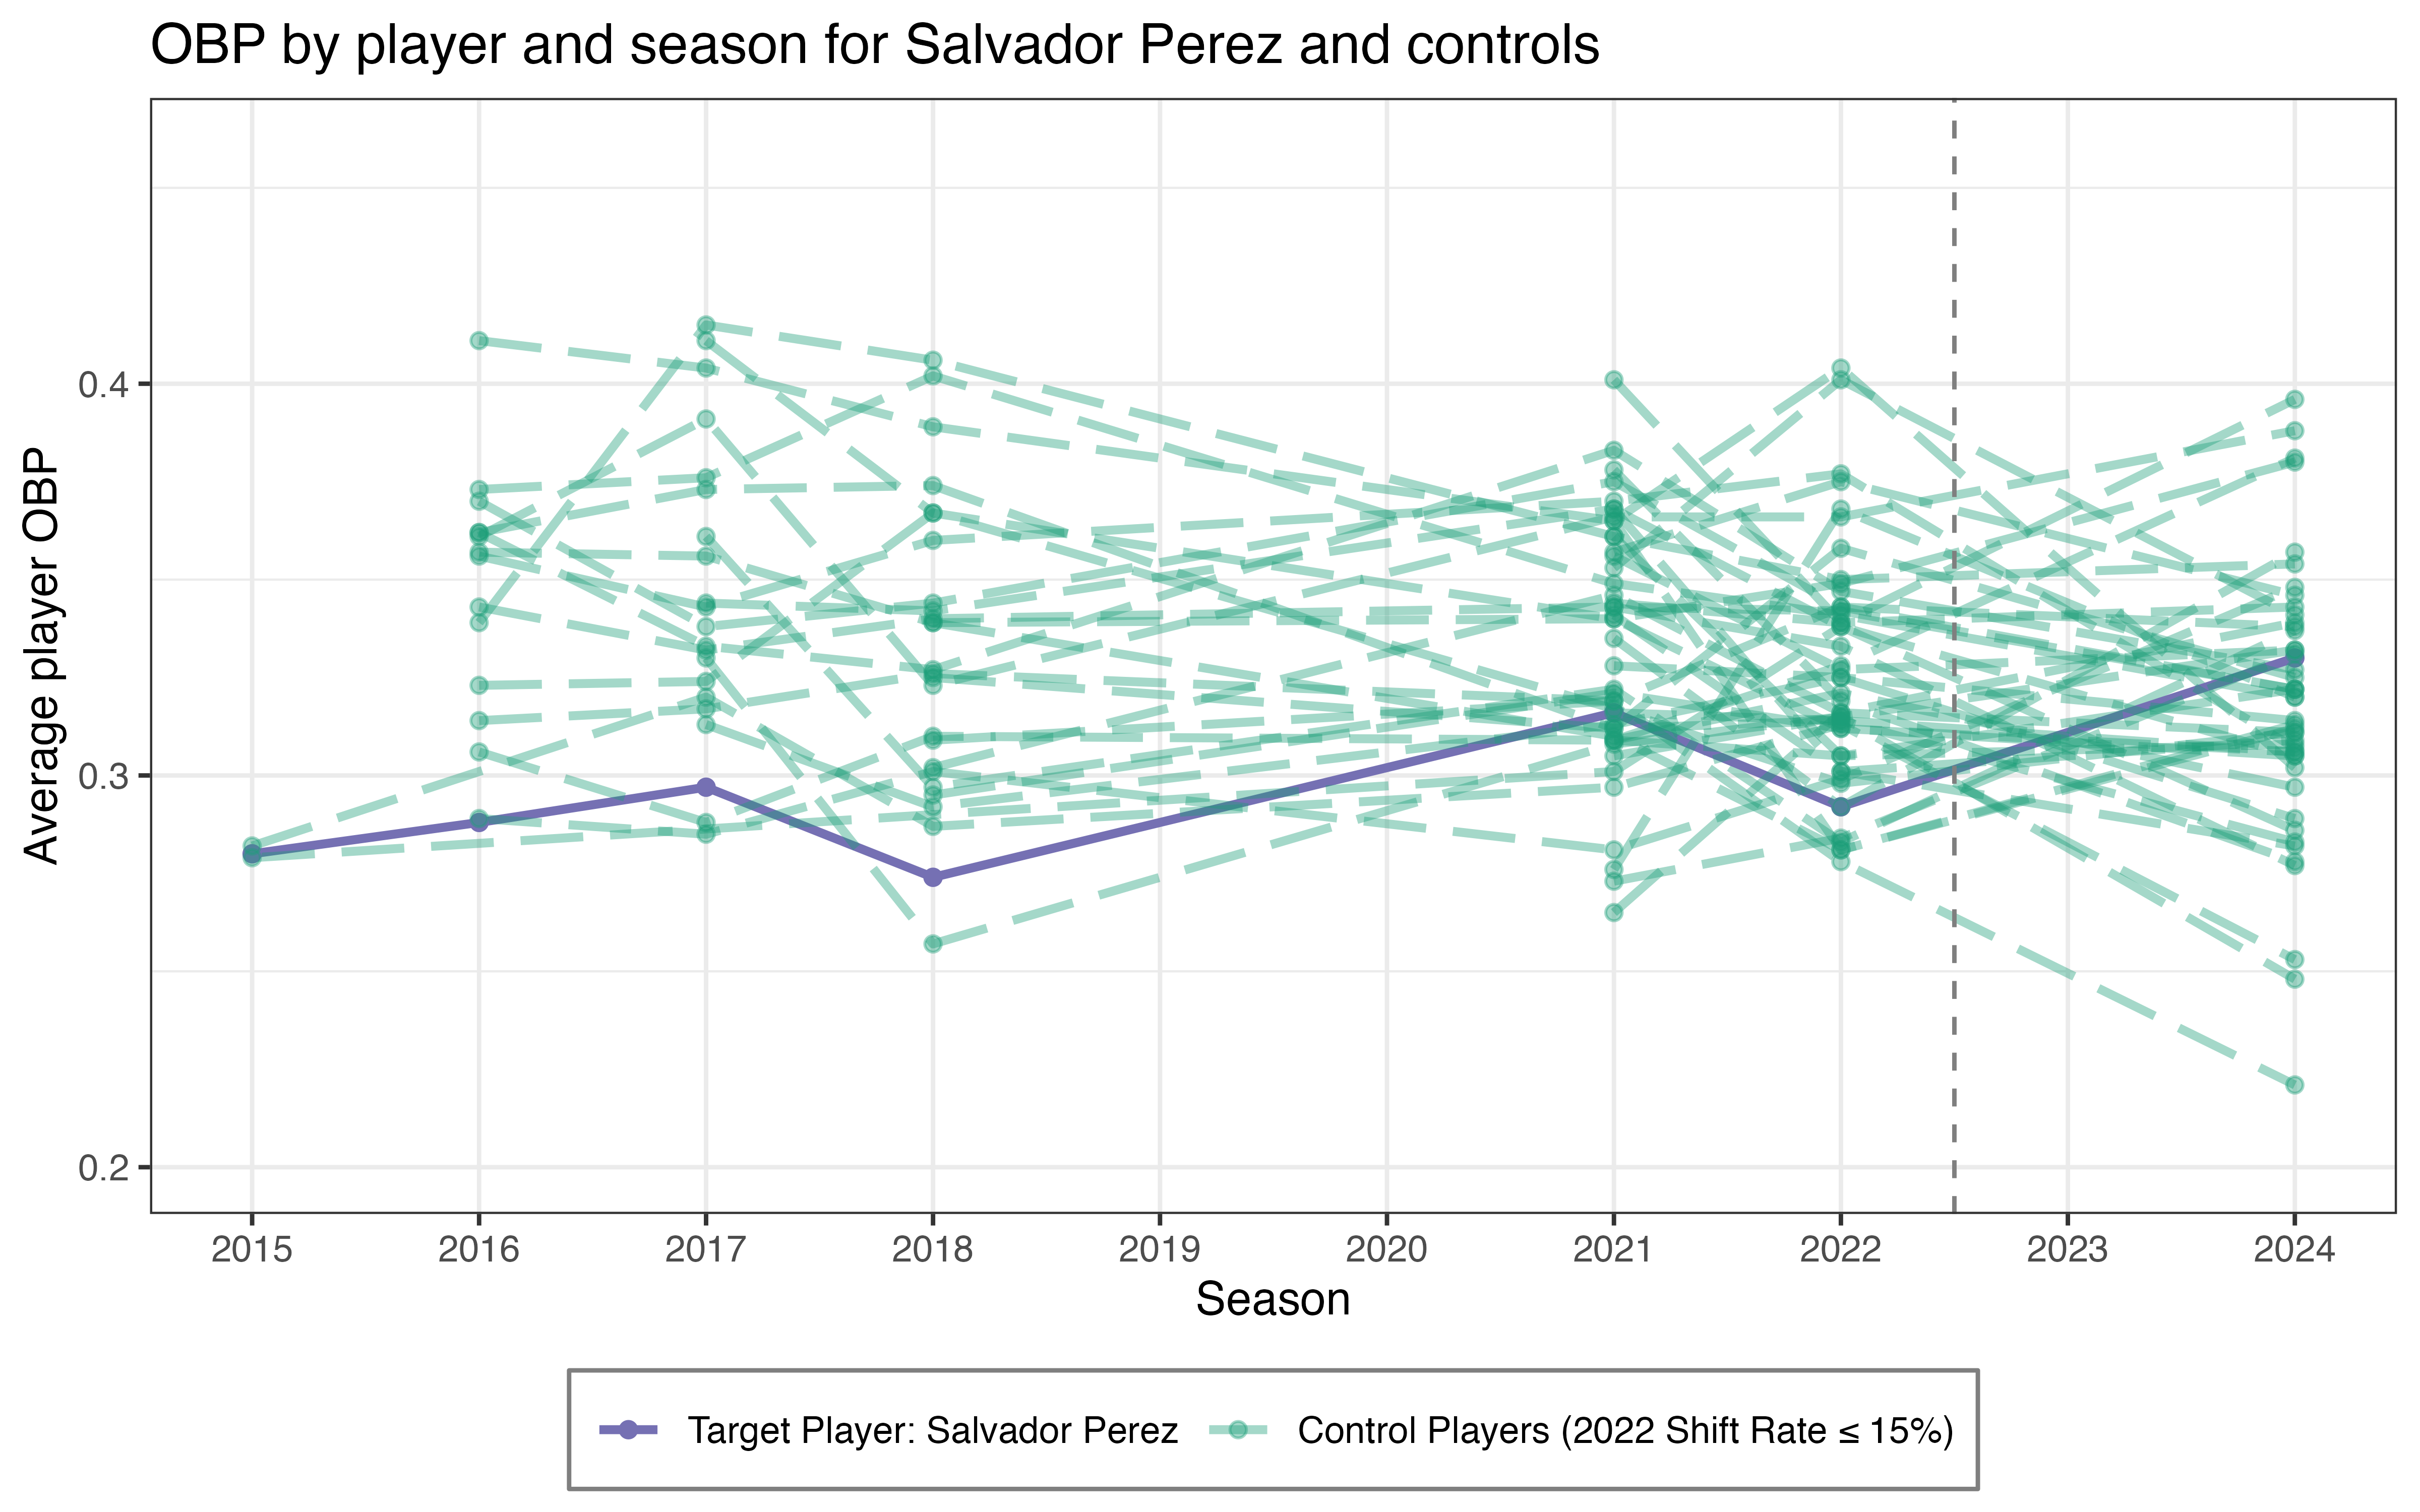 OBP by player and season for Salvador Perez and controls
Average player OBP
0.4
0.3
0.2
2015 2016 2017 2018 2019 2020 2021 2022 2023 2024
Season
Target Player: Salvador Perez Control Players (2022 Shift Rate ≤ 15%)